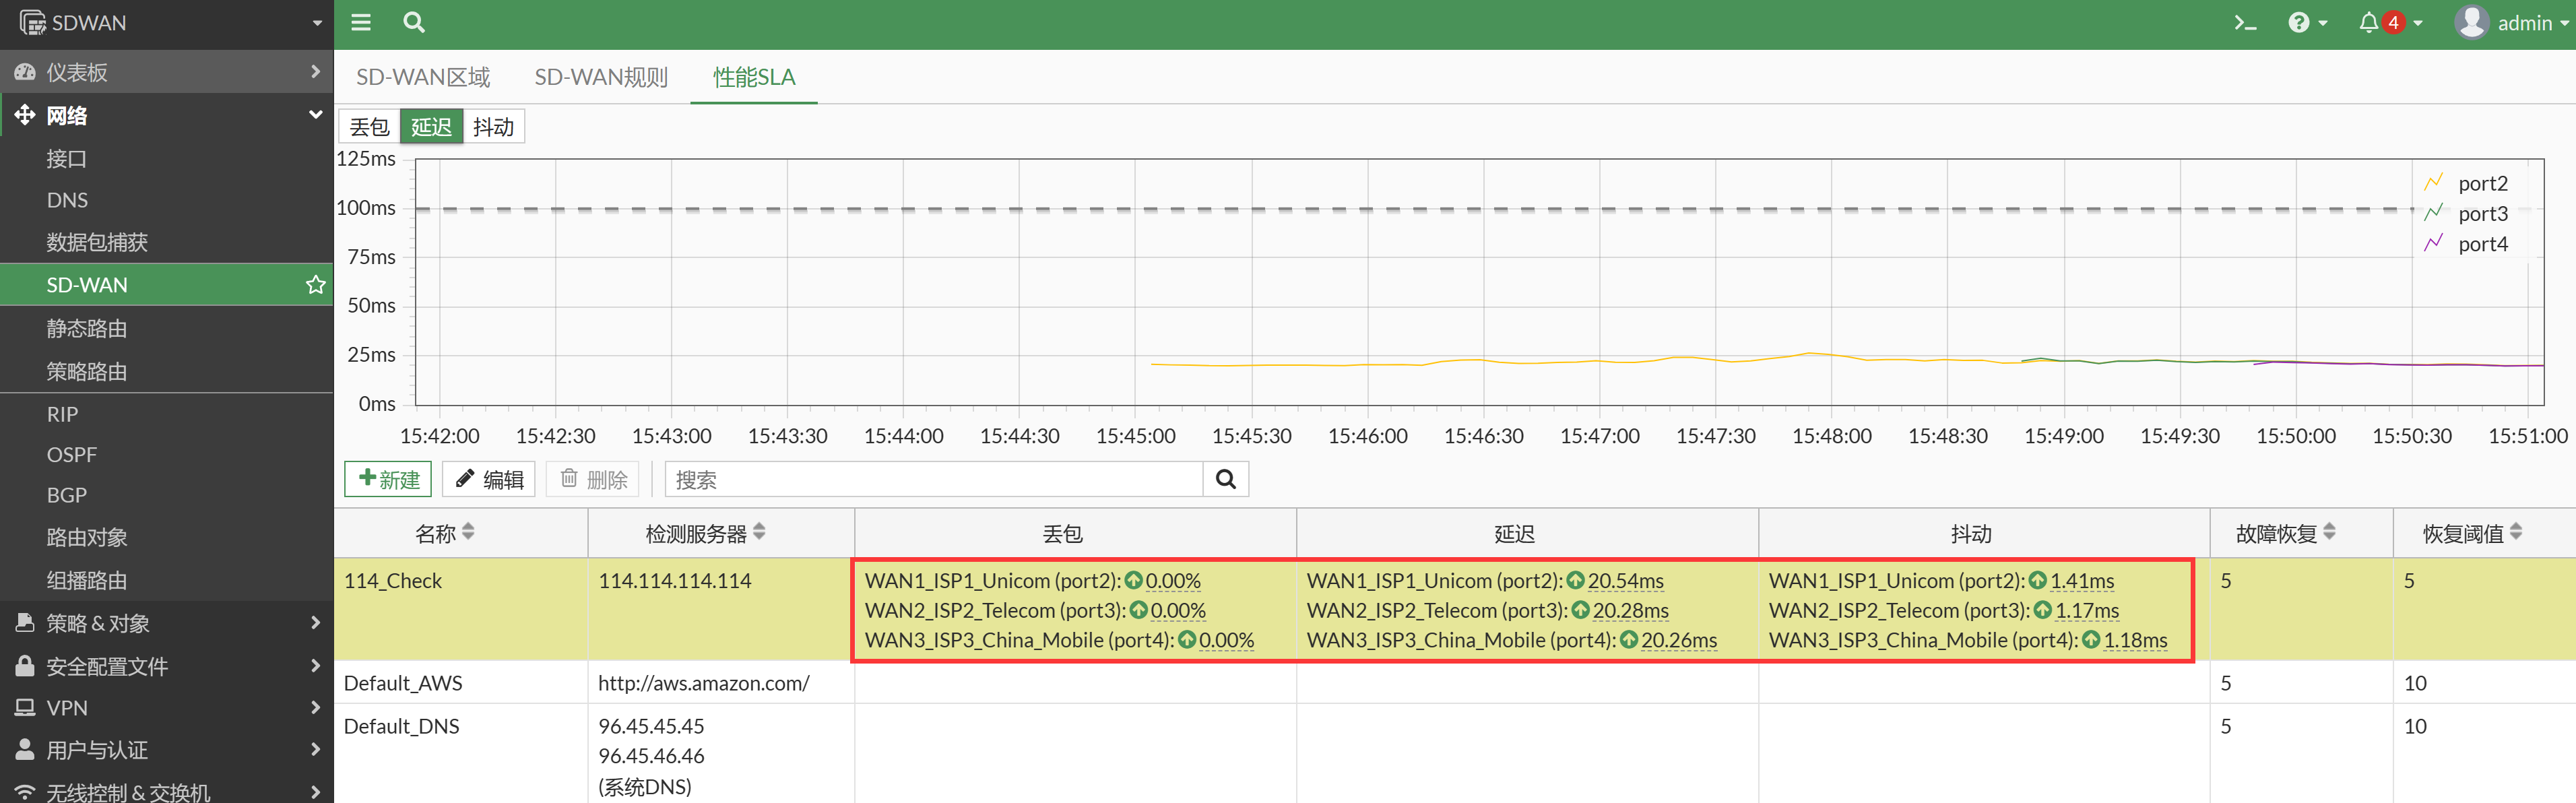 SDWAN
4
admin
仪表板
网络
接口
DNS
数据包捕获
SD-WAN
静态路由
策略路由
RIP
OSPF
BGP
路由对象
组播路由
策略 & 对象
安全配置文件
VPN
用户与认证
无线控制 & 交换机
SD-WAN区域 SD-WAN规则 性能SLA
丢包 延迟 抖动
125ms
100ms
75ms
50ms
25ms
0ms
port2
port3
port4
15:42:00 15:42:30 15:43:00 15:43:30 15:44:00 15:44:30 15:45:00 15:45:30 15:46:00 15:46:30 15:47:00 15:47:30 15:48:00 15:48:30 15:49:00 15:49:30 15:50:00 15:50:30 15:51:00
新建 编辑 删除 搜索
名称 检测服务器 丢包 延迟 抖动 故障恢复 恢复阈值
114_Check 114.114.114.114 WAN1_ISP1_Unicom (port2): 0.00% WAN1_ISP1_Unicom (port2): 20.54ms WAN1_ISP1_Unicom (port2): 1.41ms 5 5
WAN2_ISP2_Telecom (port3): 0.00% WAN2_ISP2_Telecom (port3): 20.28ms WAN2_ISP2_Telecom (port3): 1.17ms
WAN3_ISP3_China_Mobile (port4): 0.00% WAN3_ISP3_China_Mobile (port4): 20.26ms WAN3_ISP3_China_Mobile (port4): 1.18ms
Default_AWS http://aws.amazon.com/ 5 10
Default_DNS 96.45.45.45 5 10
96.45.46.46
(系统DNS)